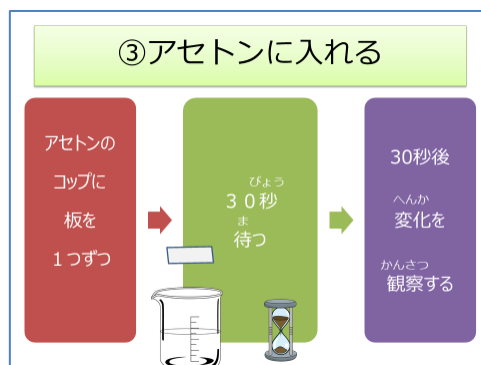 ③アセトンに入れる
アセトンの
コップに
板を
１つずつ
びょう
３０秒
ま
待つ
30秒後
へんか
変化を
かんさつ
観察する